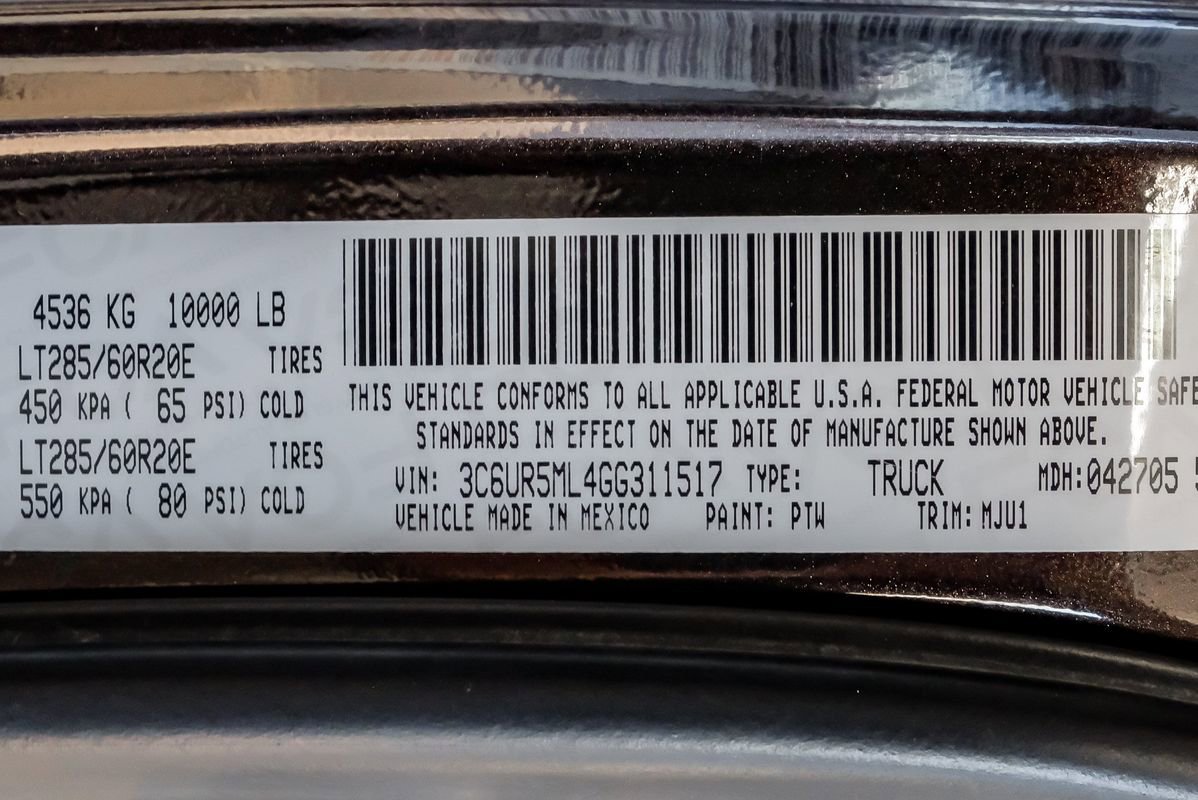 4536 KG 10000 LB
LT285/60R20E TIRES
450 KPA ( 65 PSI) COLD
LT285/60R20E TIRES
550 KPA ( 80 PSI) COLD
THIS VEHICLE CONFORMS TO ALL APPLICABLE U.S.A. FEDERAL MOTOR VEHICLE SAFE
STANDARDS IN EFFECT ON THE DATE OF MANUFACTURE SHOWN ABOVE.
VIN: 3C6UR5ML4GG311517 TYPE: TRUCK MDH:042705 5
VEHICLE MADE IN MEXICO PAINT: PTW TRIM: MJU1